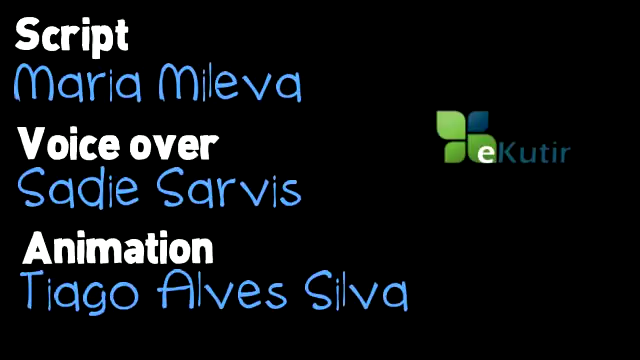 Script
Maria Mileva
Voice over
Sadie Sarvis
Animation
Tiago Alves Silva
eKutir